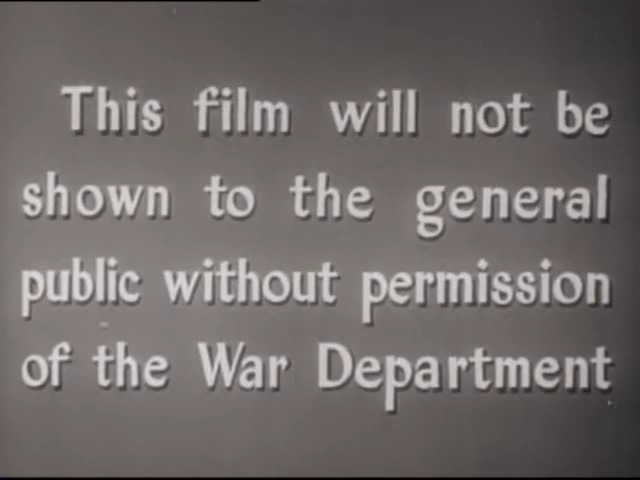 This film will not be
shown to the general
public without permission
of the War Department